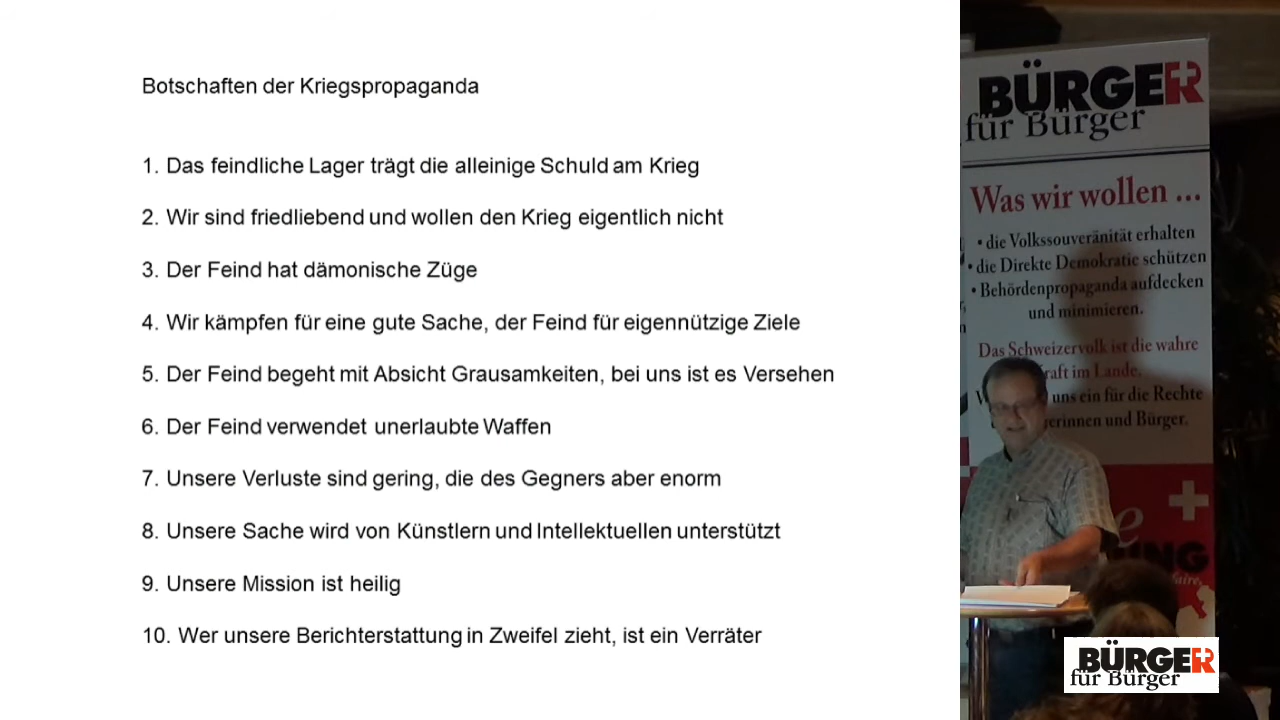 Botschaften der Kriegspropaganda
1. Das feindliche Lager trägt die alleinige Schuld am Krieg
2. Wir sind friedliebend und wollen den Krieg eigentlich nicht
3. Der Feind hat dämonische Züge
4. Wir kämpfen für eine gute Sache, der Feind für eigennützige Ziele
5. Der Feind begeht mit Absicht Grausamkeiten, bei uns ist es Versehen
6. Der Feind verwendet unerlaubte Waffen
7. Unsere Verluste sind gering, die des Gegners aber enorm
8. Unsere Sache wird von Künstlern und Intellektuellen unterstützt
9. Unsere Mission ist heilig
10. Wer unsere Berichterstattung in Zweifel zieht, ist ein Verräter
BÜRGER
für Bürger
Was wir wollen ...
• die Volkssouveränität erhalten
• die Direkte Demokratie schützen
• Behördenpropaganda aufdecken
und minimieren.
Das Schweizervolk ist die wahre
im Lande.
uns ein für die Rechte
und Bürger.
BÜRGER
für Bürger